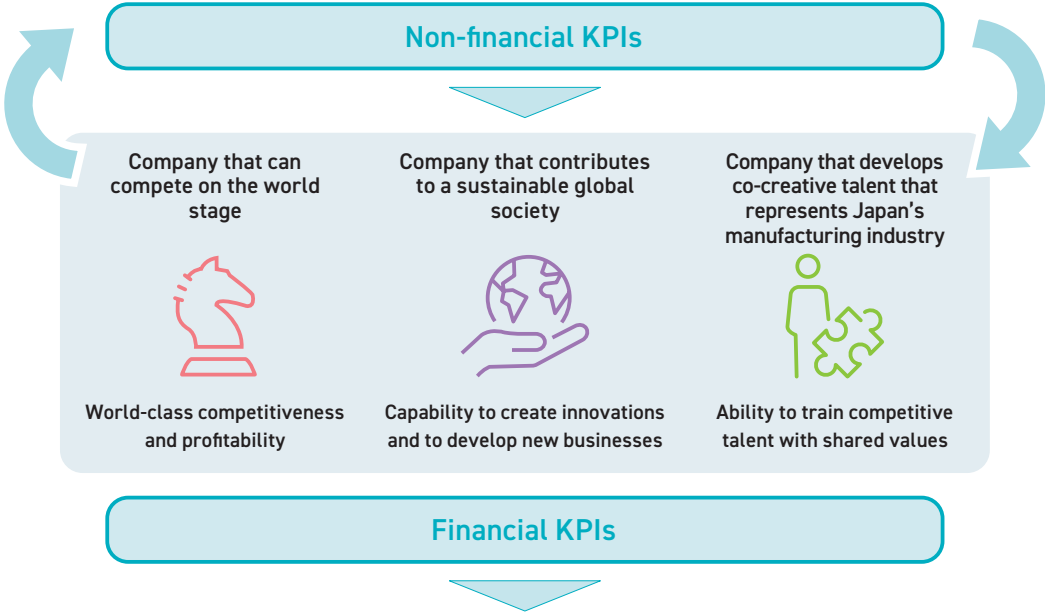 Non-financial KPIs
Company that can
compete on the world
stage
World-class competitiveness
and profitability
Company that contributes
to a sustainable global
society
Capability to create innovations
and to develop new businesses
Company that develops
co-creative talent that
represents Japan's
manufacturing industry
Ability to train competitive
talent with shared values
Financial KPIs